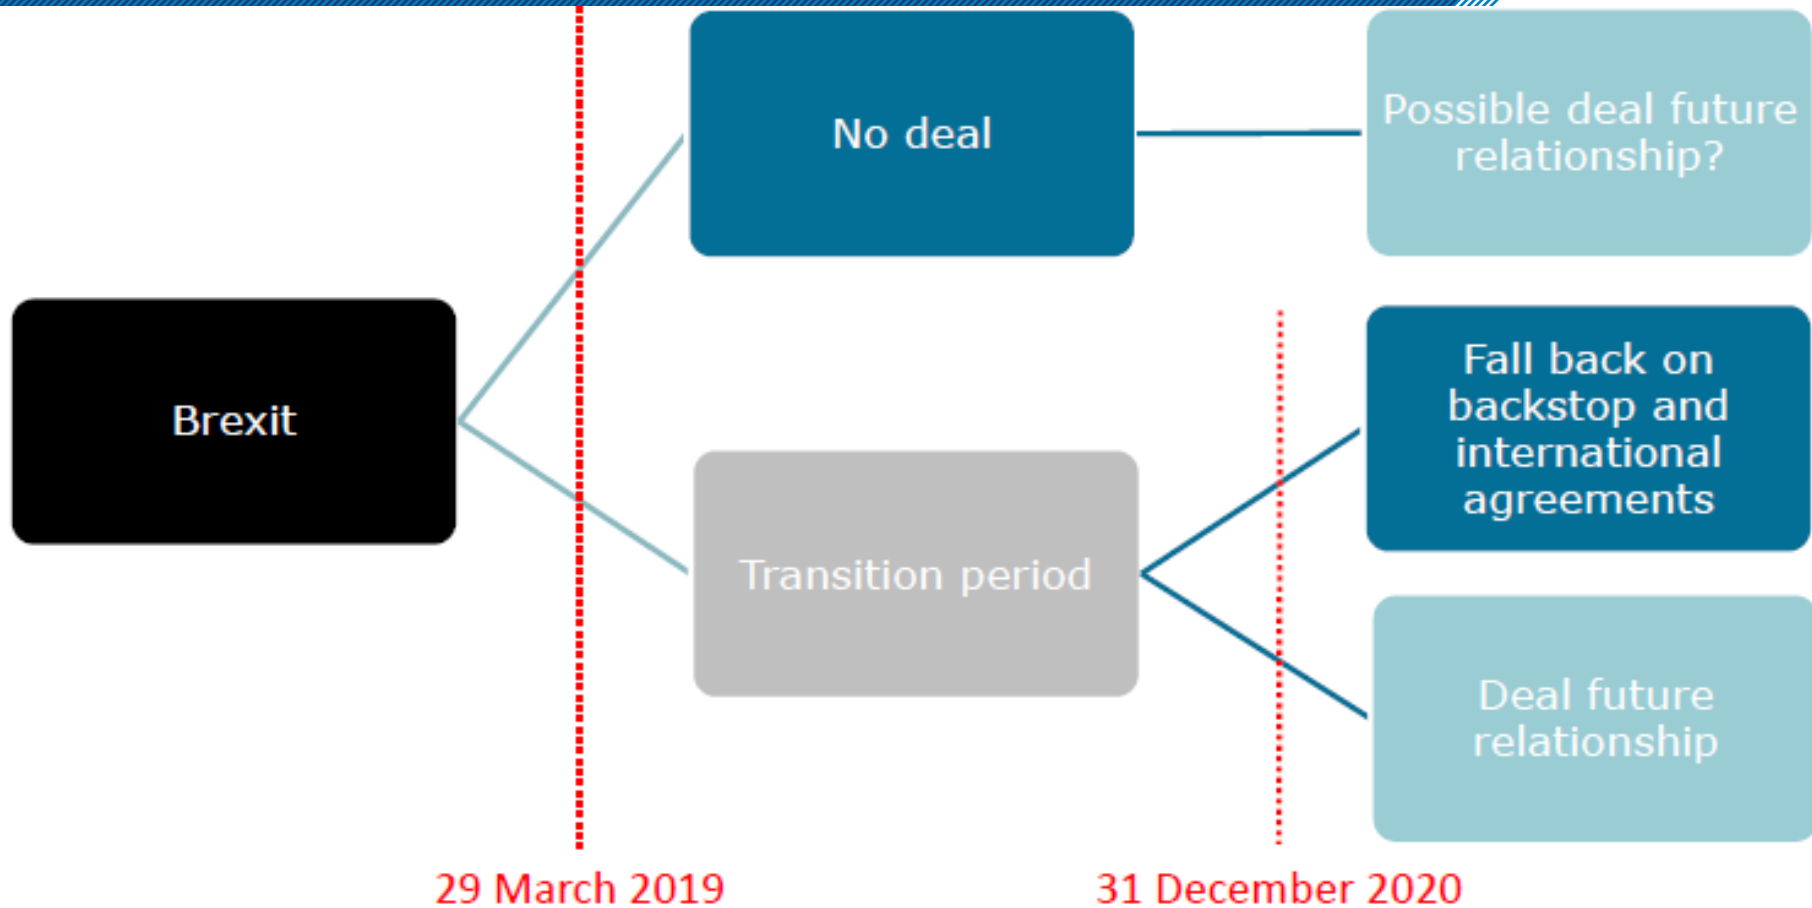 No deal
Possible deal future
relationship?
Brexit
Fall back on
backstop and
international
agreements
Transition period
Deal future
relationship
29 March 2019
31 December 2020